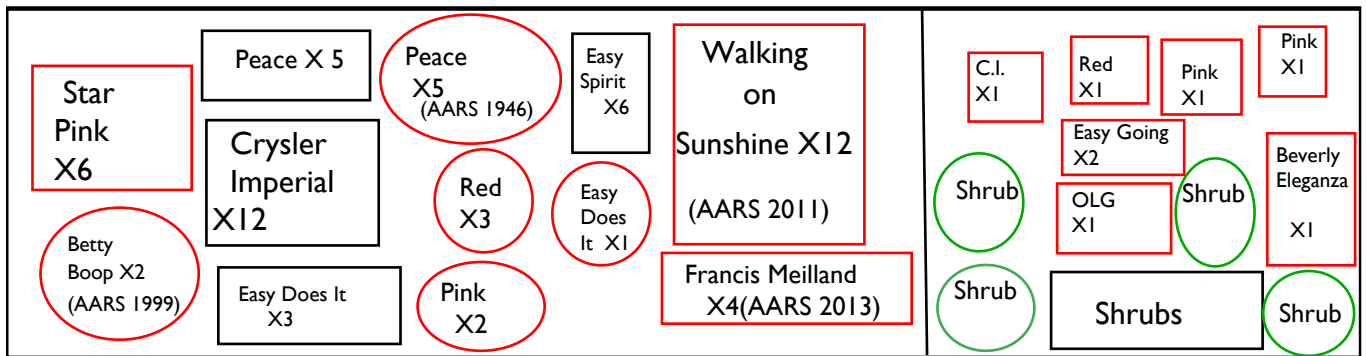 Star
Pink
X6
Peace X 5
Peace
X5
(AARS 1946)
Easy
Spirit
X6
Walking
on
Sunshine X12
(AARS 2011)
Crysler
Imperial
X12
Red
X3
Easy
Does
It X1
Betty
Boop X2
(AARS 1999)
Easy Does It
X3
Pink
X2
Francis Meilland
X4(AARS 2013)
C.I.
X1
Red
X1
Pink
X1
Pink
X1
Easy Going
X2
Beverly
Eleganza
X1
Shrub
OLG
X1
Shrub
Shrub
Shrubs
Shrub